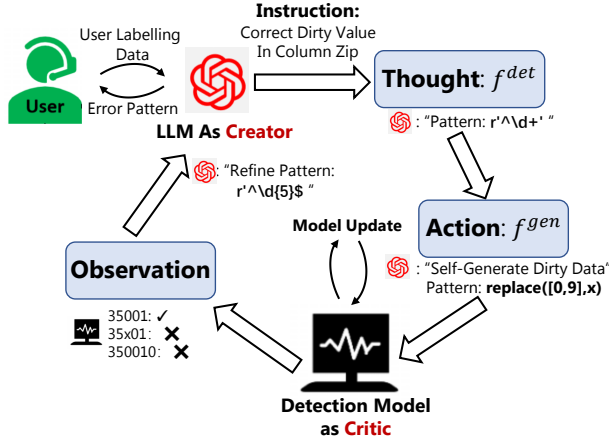 Instruction:
Correct Dirty Value
In Column Zip
User Labelling
Data
Error Pattern
User
LLM As Creator
Thought: f^{det}
: "Pattern: r'^\d+' "
Action: f^{gen}
: "Self-Generate Dirty Data"
Pattern: replace([0,9],x)
Model Update
Detection Model
as Critic
Observation
35001: ✓
35x01: ✗
350010: ✗
: "Refine Pattern:
r'^\d{5}$ "